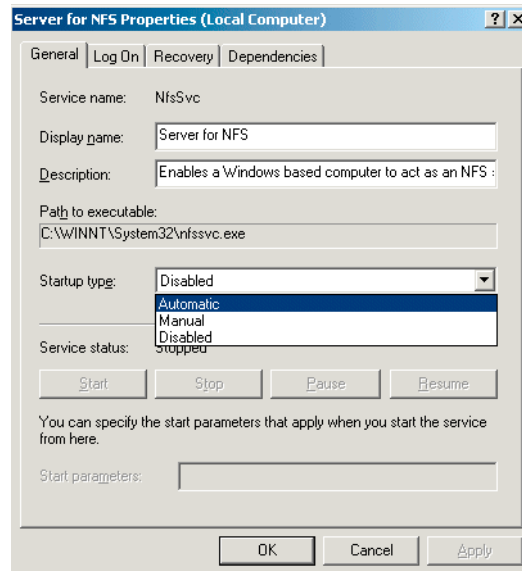 Server for NFS Properties (Local Computer)
General Log On Recovery Dependencies
Service name: NfsSvc
Display name: Server for NFS
Description: Enables a Windows based computer to act as an NFS
Path to executable:
C:\WINNT\System32\nfssvc.exe
Startup type: Disabled
Automatic
Manual
Disabled
Service status: Stopped
Start Stop Pause Resume
You can specify the start parameters that apply when you start the service
from here.
Start parameters:
OK Cancel Apply